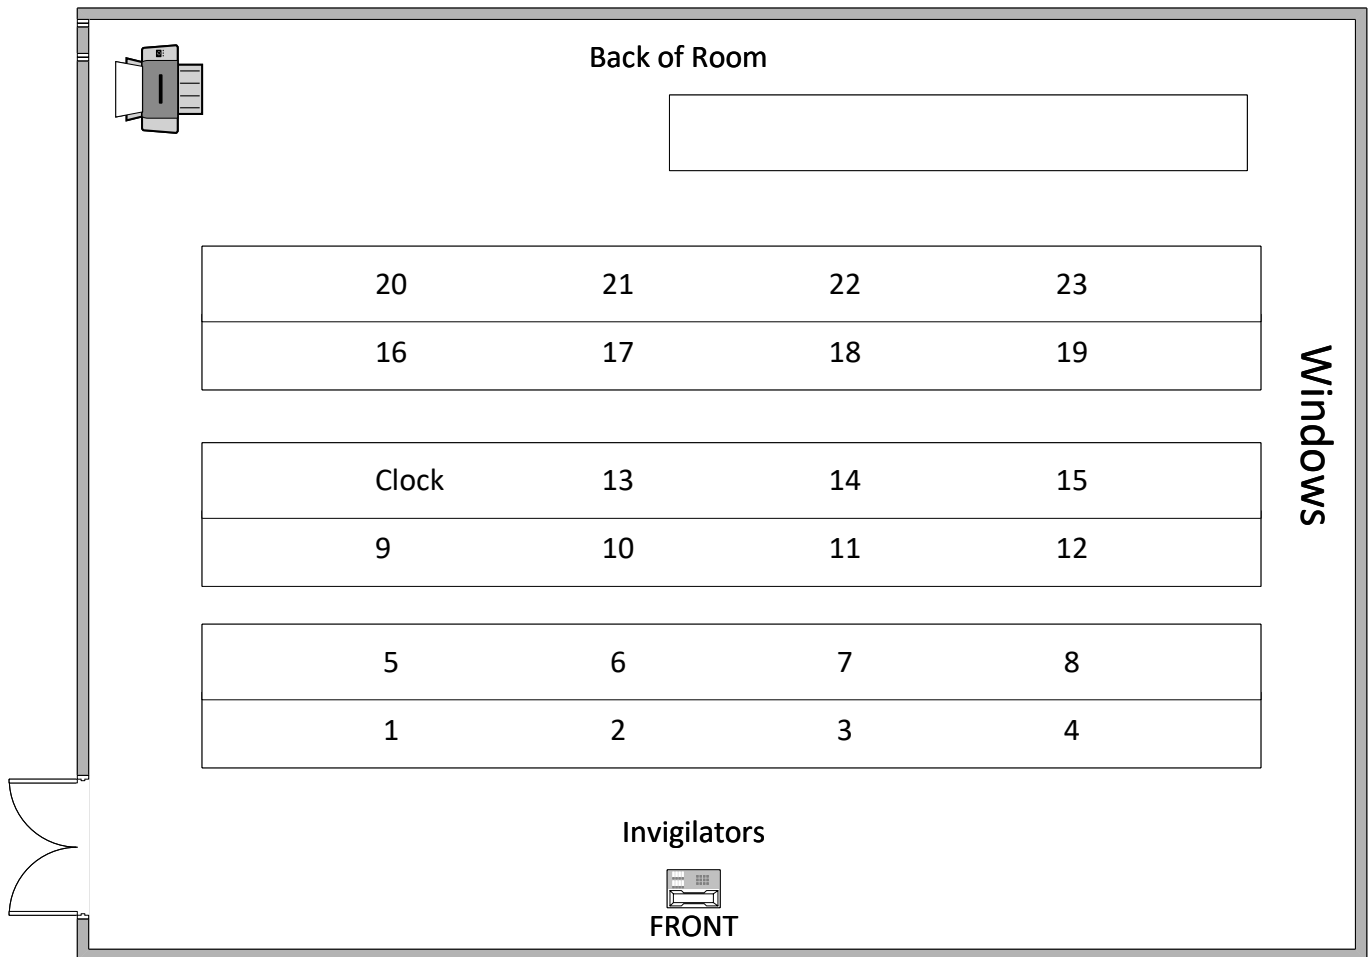 Back of Room
20 21 22 23
16 17 18 19
Windows
Clock 13 14 15
9 10 11 12
5 6 7 8
1 2 3 4
Invigilators
FRONT